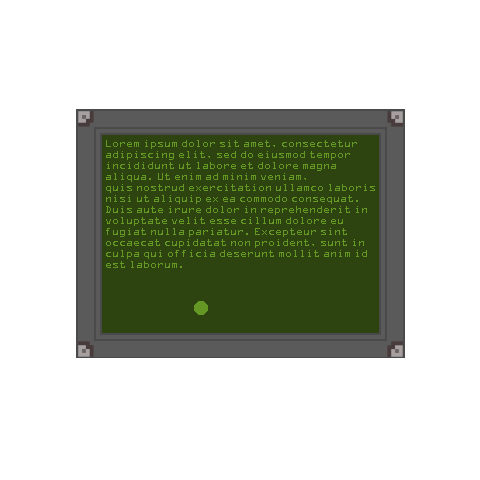 Lorem ipsum dolor sit amet. consectetur
adipiscing elit. sed do eiusmod tempor
incididunt ut labore et dolore magna
aliqua. Ut enim ad minim veniam.
quis nostrud exercitation ullamco laboris
nisi ut aliquip ex ea commodo consequat.
Duis aute irure dolor in reprehenderit in
voluptate velit esse cillum dolore eu
fugiat nulla pariatur. Excepteur sint
occaecat cupidatat non proident. sunt in
culpa qui officia deserunt mollit anim id
est laborum.